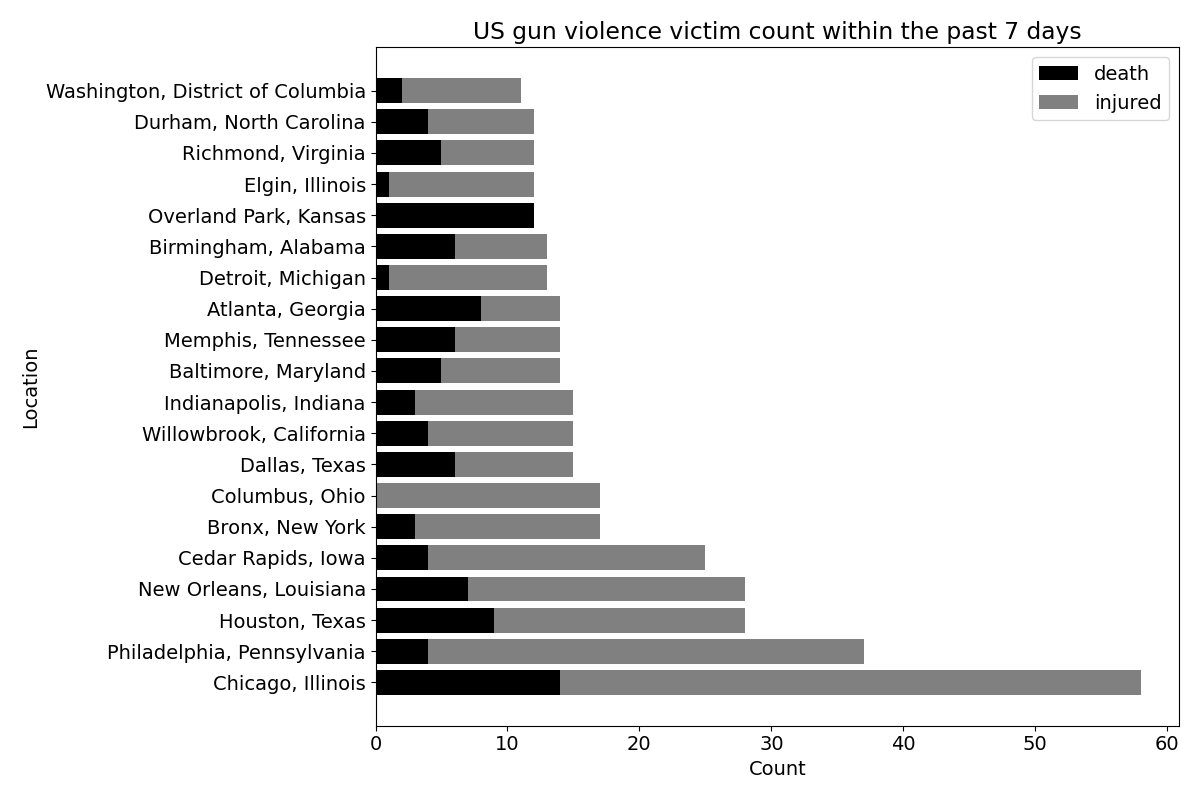 US gun violence victim count within the past 7 days
death
injured
Washington, District of Columbia
Durham, North Carolina
Richmond, Virginia
Elgin, Illinois
Overland Park, Kansas
Birmingham, Alabama
Detroit, Michigan
Atlanta, Georgia
Memphis, Tennessee
Baltimore, Maryland
Indianapolis, Indiana
Willowbrook, California
Dallas, Texas
Columbus, Ohio
Bronx, New York
Cedar Rapids, Iowa
New Orleans, Louisiana
Houston, Texas
Philadelphia, Pennsylvania
Chicago, Illinois
Location
0 10 20 30 40 50 60
Count